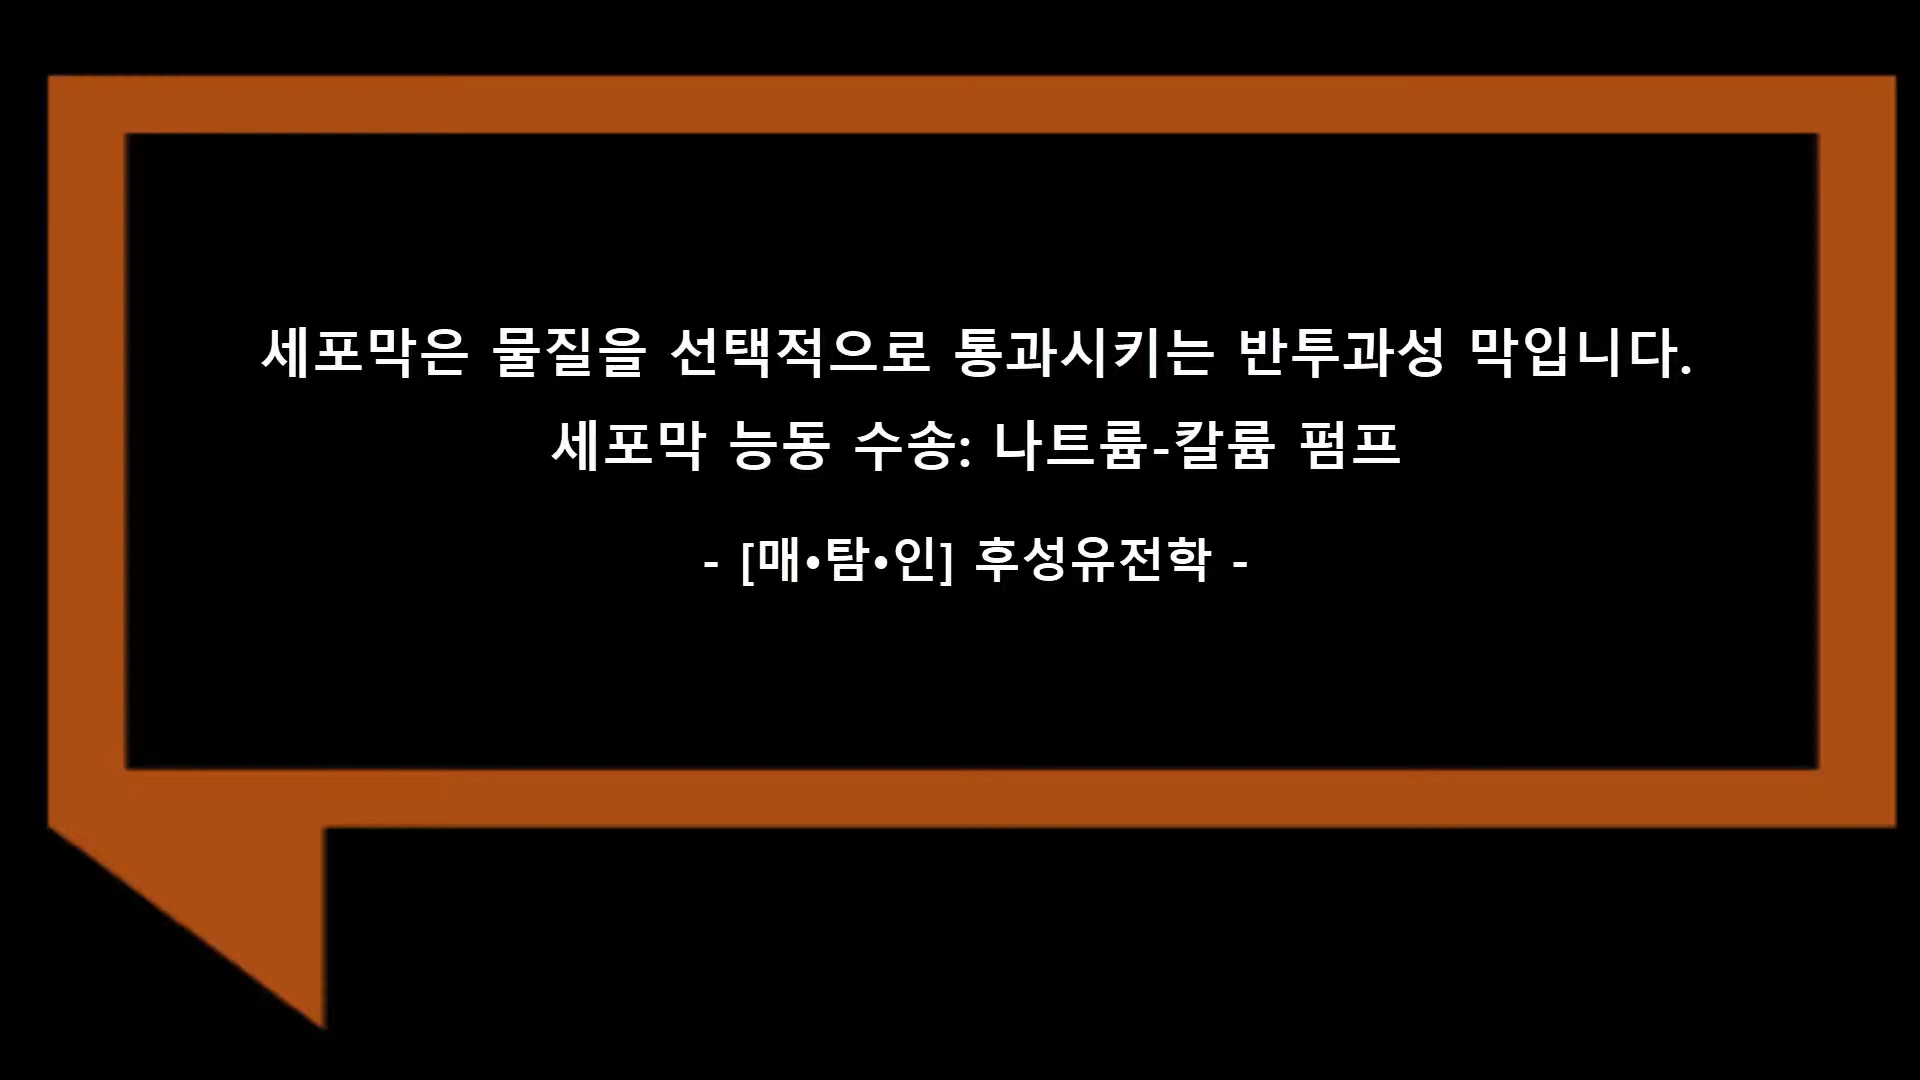 세포막은 물질을 선택적으로 통과시키는 반투과성 막입니다.
세포막 능동 수송: 나트륨-칼륨 펌프
- [매•탐•인] 후성유전학 -